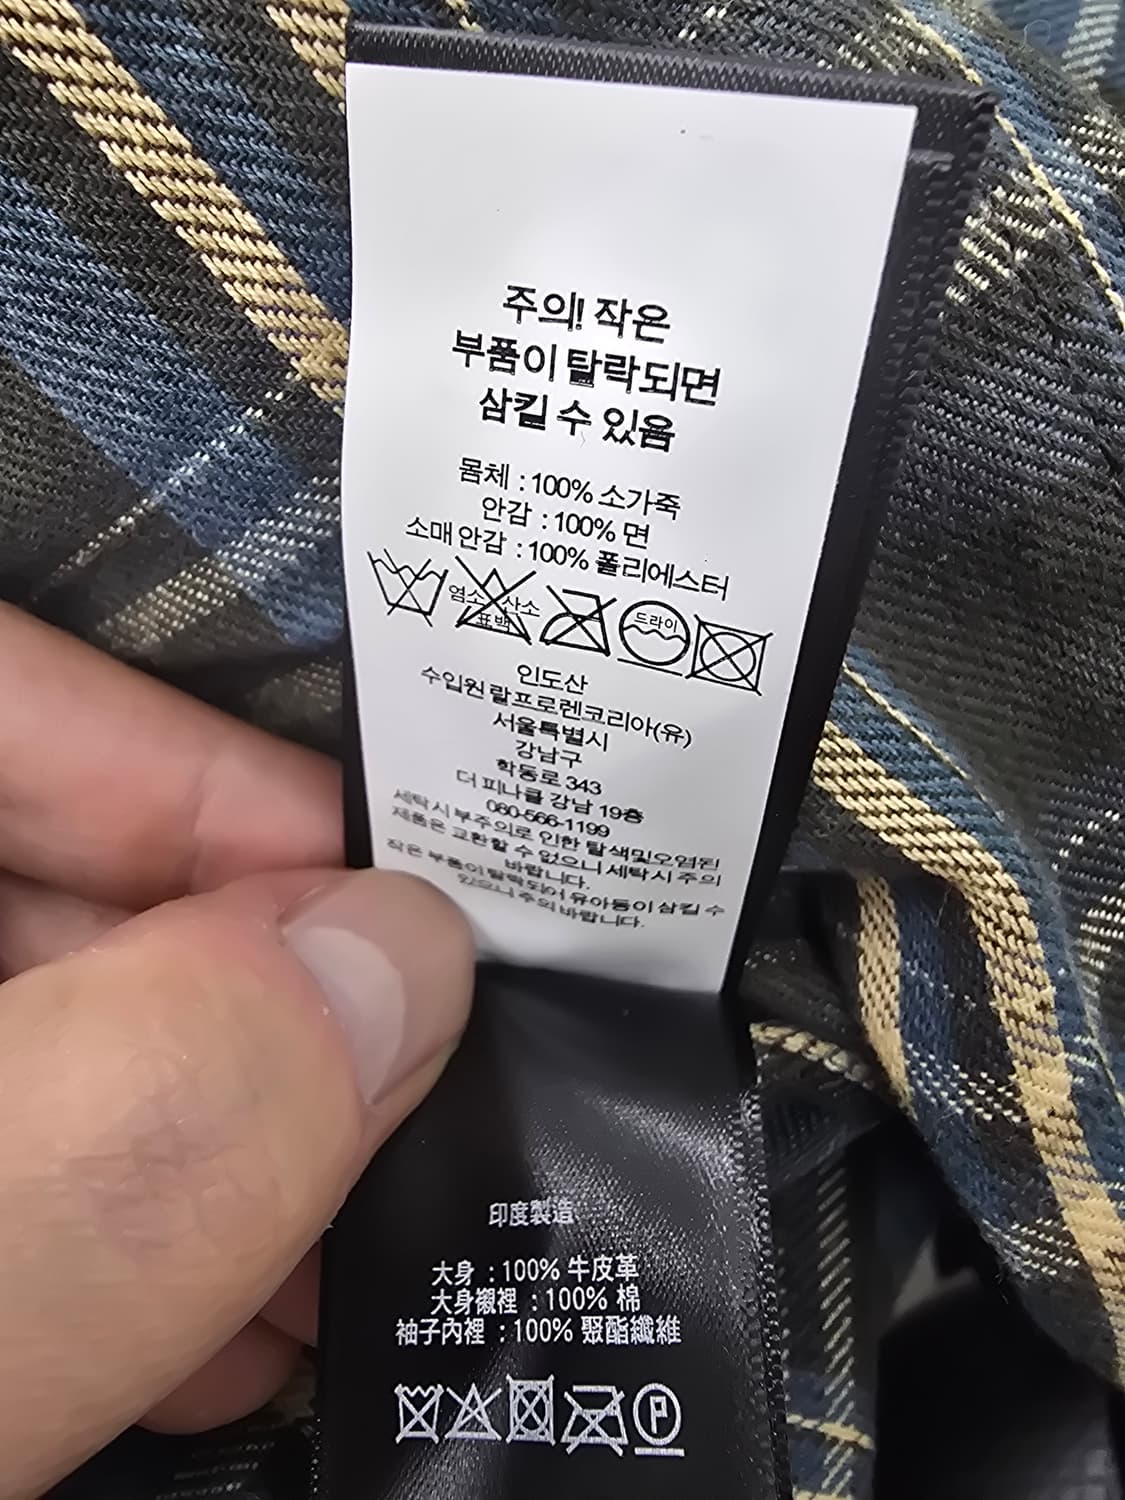 주의! 작은
부품이 탈락되면
삼킬 수 있음
몸체 : 100% 소가죽
안감 : 100% 면
소매 안감 : 100% 폴리에스터
염소 산소
표백
드라이
인도산
수입원 랄프로렌코리아(유)
서울특별시
강남구
학동로 343
더 피나클 강남 19층
080-566-1199
세탁시 부주의로 인한 탈색및오염된
제품은 교환할 수 없으니 세탁시 주의
바랍니다.
작은 부품이 탈락되어 유아동이 삼킬 수
있으니 주의 바랍니다.
印度製造
大身 : 100% 牛皮革
大身襯裡 : 100% 棉
袖子內裡 : 100% 聚酯纖維
P